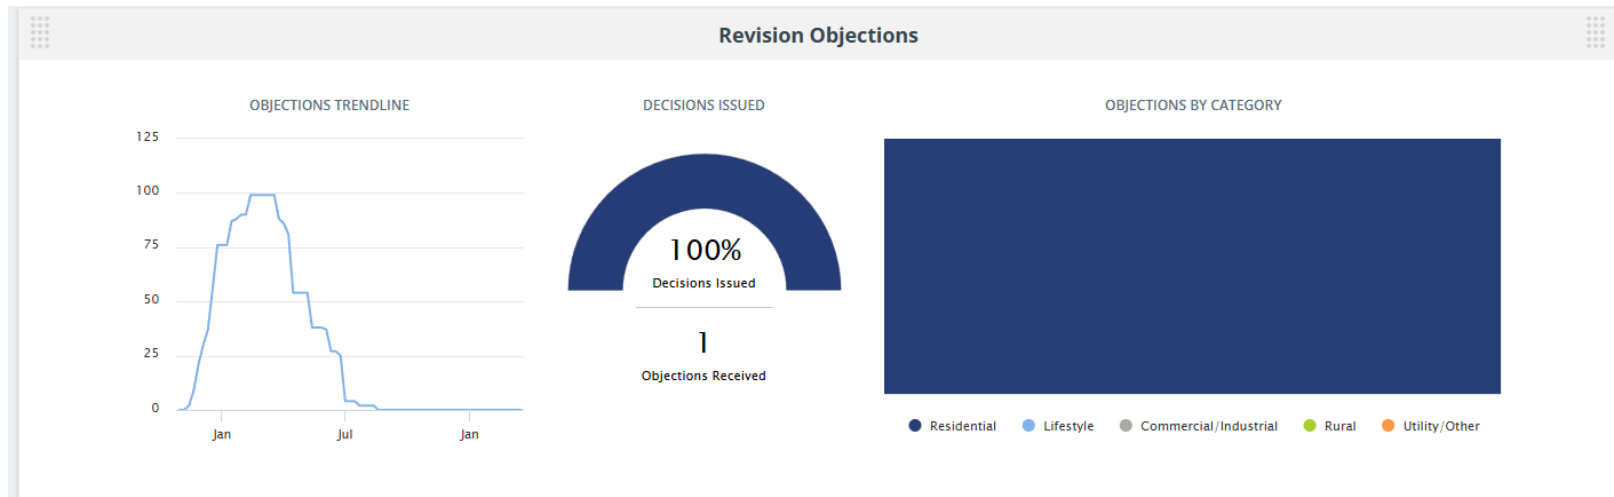 Revision Objections
OBJECTIONS TRENDLINE
125
100
75
50
25
0
Jan
Jul
Jan
DECISIONS ISSUED
100%
Decisions Issued
1
Objections Received
OBJECTIONS BY CATEGORY
Residential
Lifestyle
Commercial/Industrial
Rural
Utility/Other